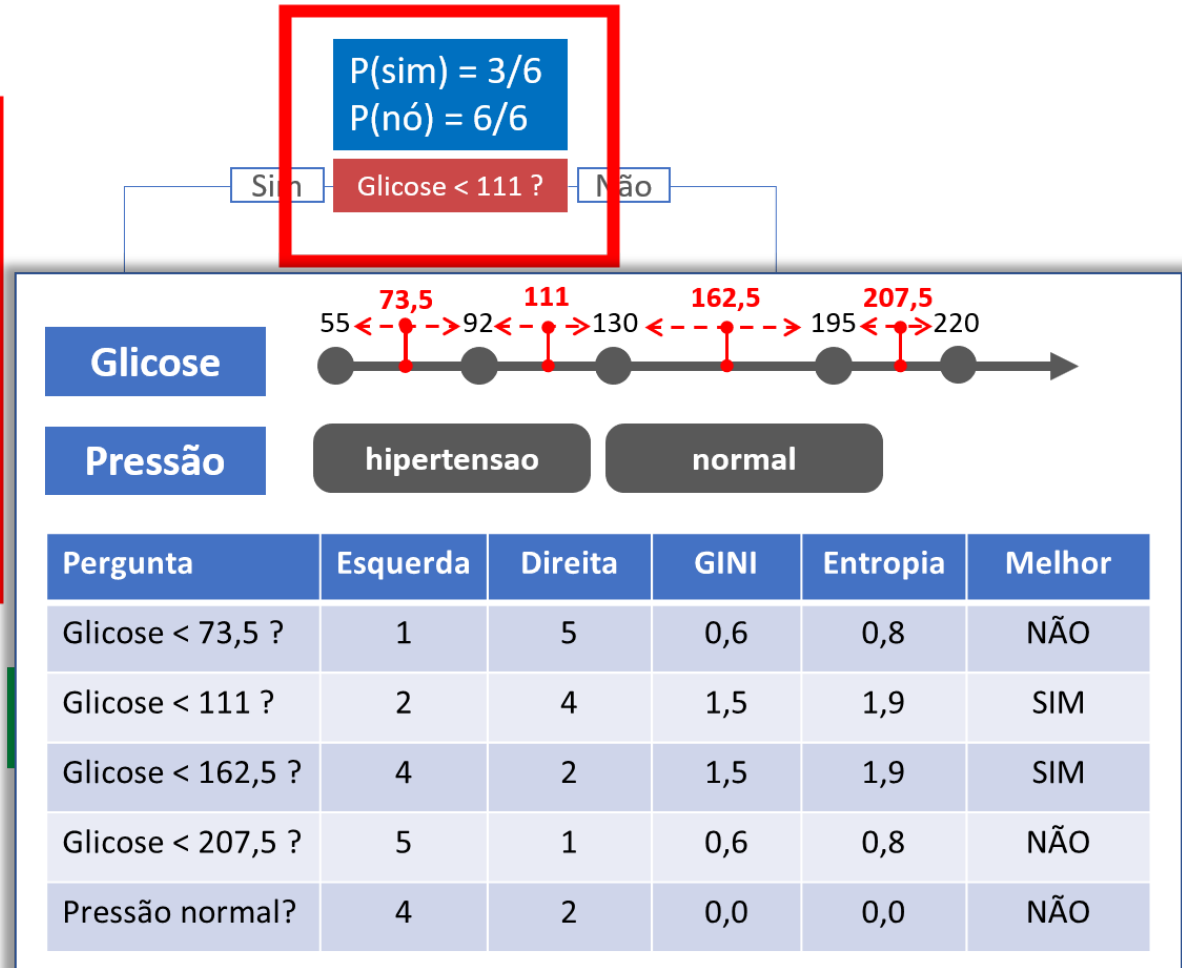 P(sim) = 3/6
P(nó) = 6/6
Sim Glicose < 111 ? Não
73,5 111 162,5 207,5
55 92 130 195 220
Glicose
Pressão hipertensao normal
Pergunta Esquerda Direita GINI Entropia Melhor
Glicose < 73,5 ? 1 5 0,6 0,8 NÃO
Glicose < 111 ? 2 4 1,5 1,9 SIM
Glicose < 162,5 ? 4 2 1,5 1,9 SIM
Glicose < 207,5 ? 5 1 0,6 0,8 NÃO
Pressão normal? 4 2 0,0 0,0 NÃO